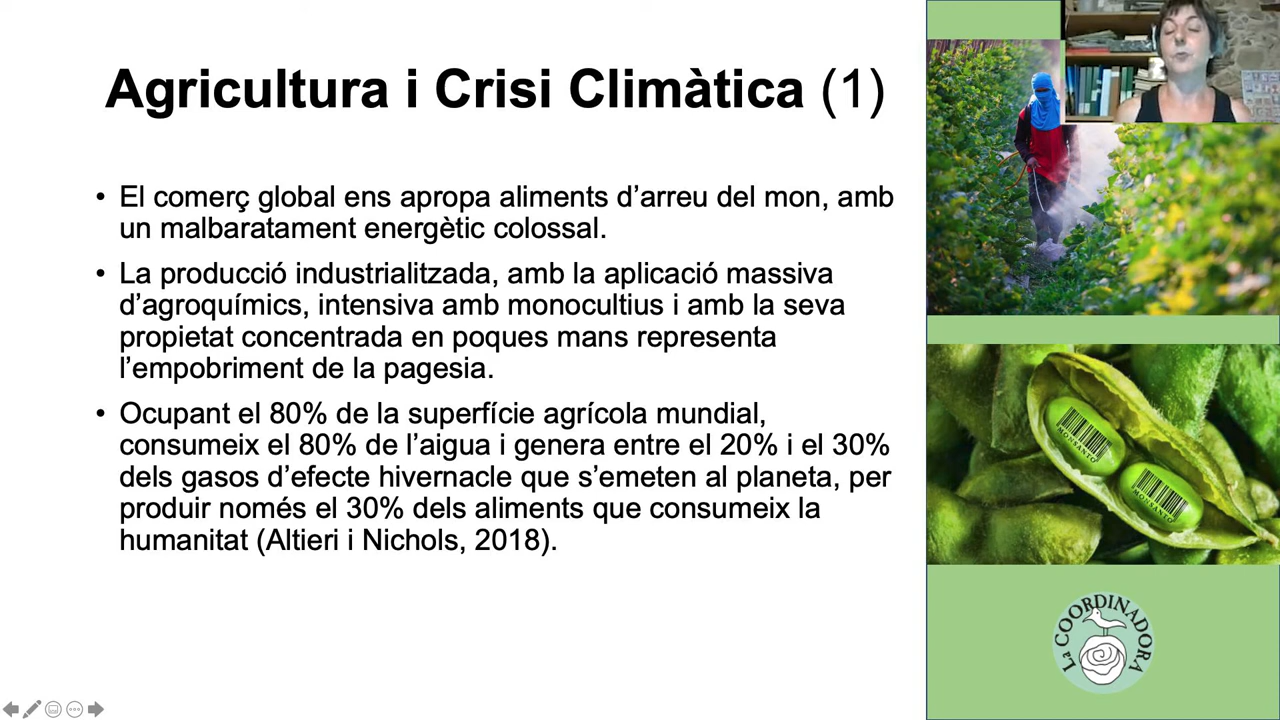 Agricultura i Crisi Climàtica (1)
• El comerç global ens apropa aliments d’arreu del mon, amb
un malbaratament energètic colossal.
• La producció industrialitzada, amb la aplicació massiva
d’agroquímics, intensiva amb monocultius i amb la seva
propietat concentrada en poques mans representa
l’empobriment de la pagesia.
• Ocupant el 80% de la superfície agrícola mundial,
consumeix el 80% de l’aigua i genera entre el 20% i el 30%
dels gasos d’efecte hivernacle que s’emeten al planeta, per
produir només el 30% dels aliments que consumeix la
humanitat (Altieri i Nichols, 2018).
MONSANTO
MONSANTO
La COORDINADORA